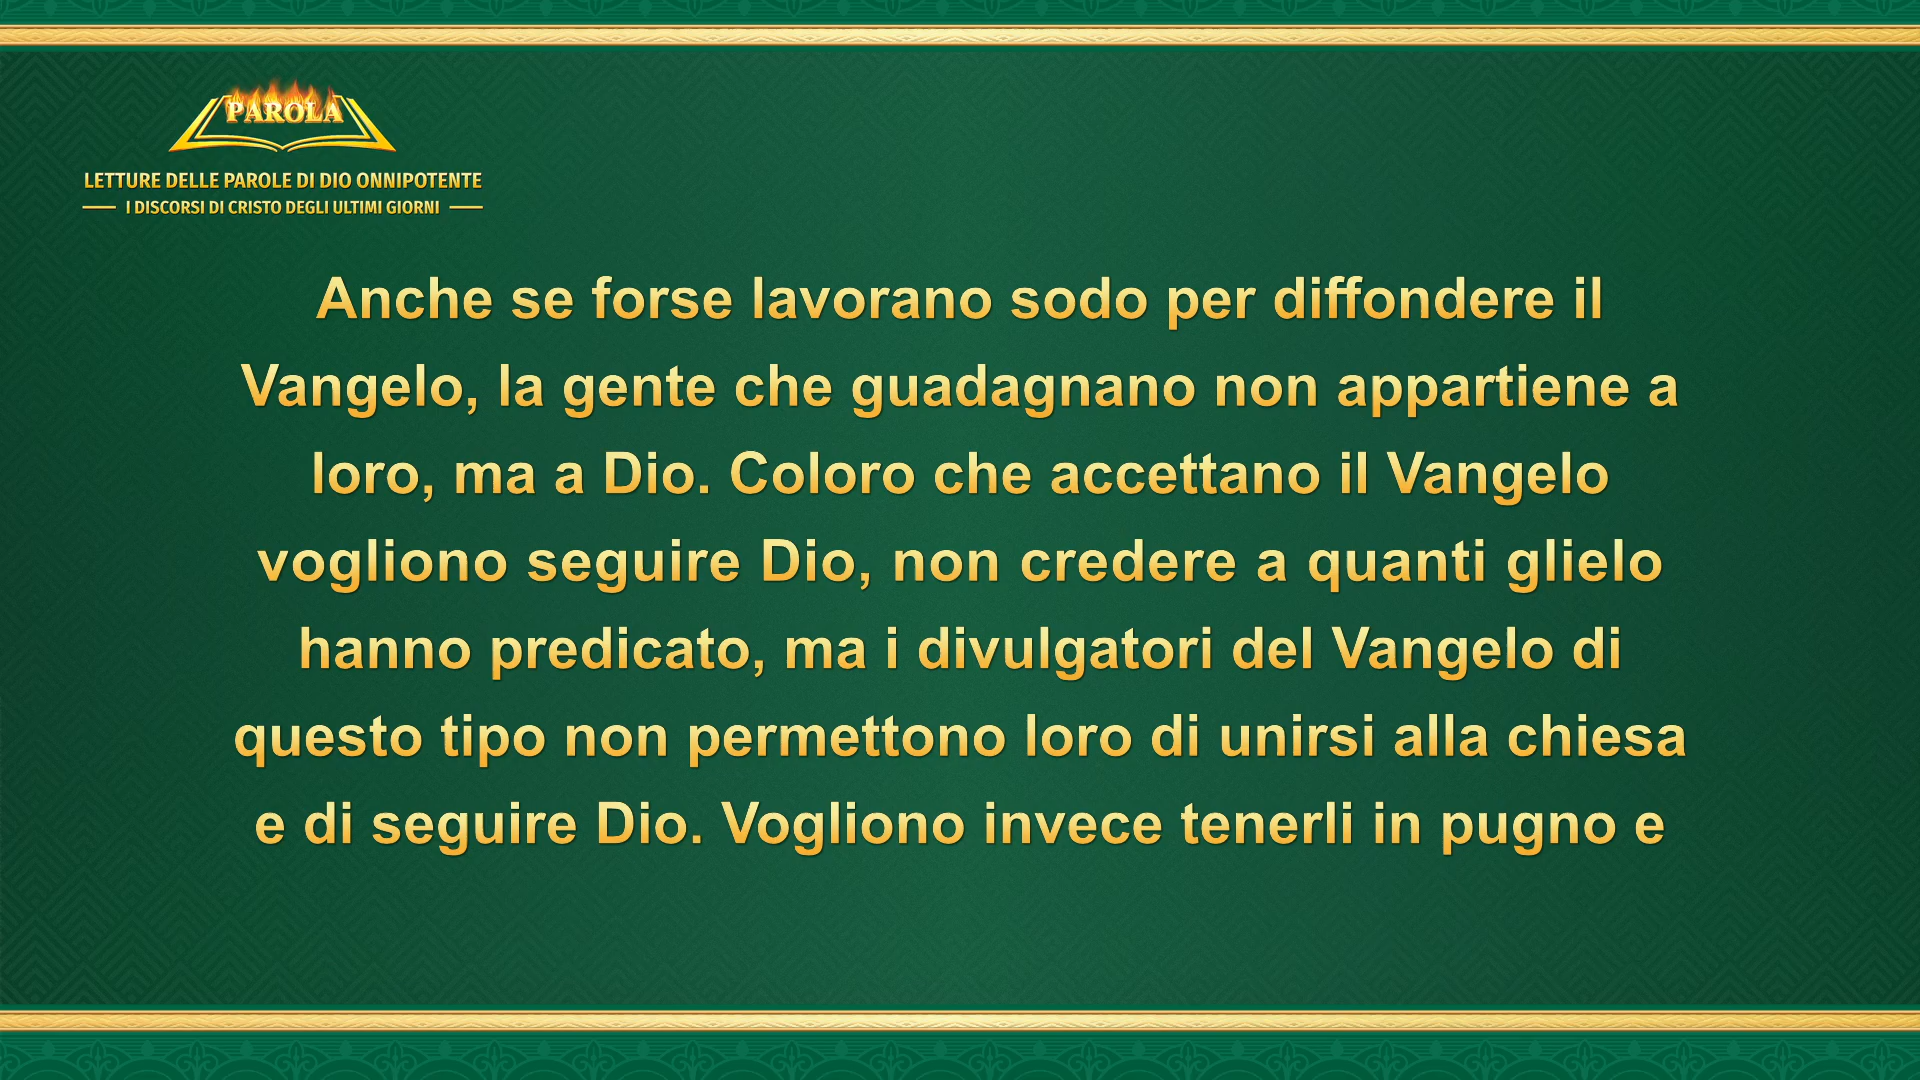 PAROLA
LETTURE DELLE PAROLE DI DIO ONNIPOTENTE
I DISCORSI DI CRISTO DEGLI ULTIMI GIORNI
Anche se forse lavorano sodo per diffondere il
Vangelo, la gente che guadagnano non appartiene a
loro, ma a Dio. Coloro che accettano il Vangelo
vogliono seguire Dio, non credere a quanti glielo
hanno predicato, ma i divulgatori del Vangelo di
questo tipo non permettono loro di unirsi alla chiesa
e di seguire Dio. Vogliono invece tenerli in pugno e